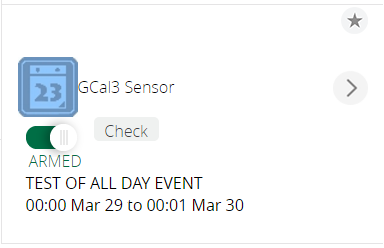 23
GCal3 Sensor
Check
ARMED
TEST OF ALL DAY EVENT
00:00 Mar 29 to 00:01 Mar 30